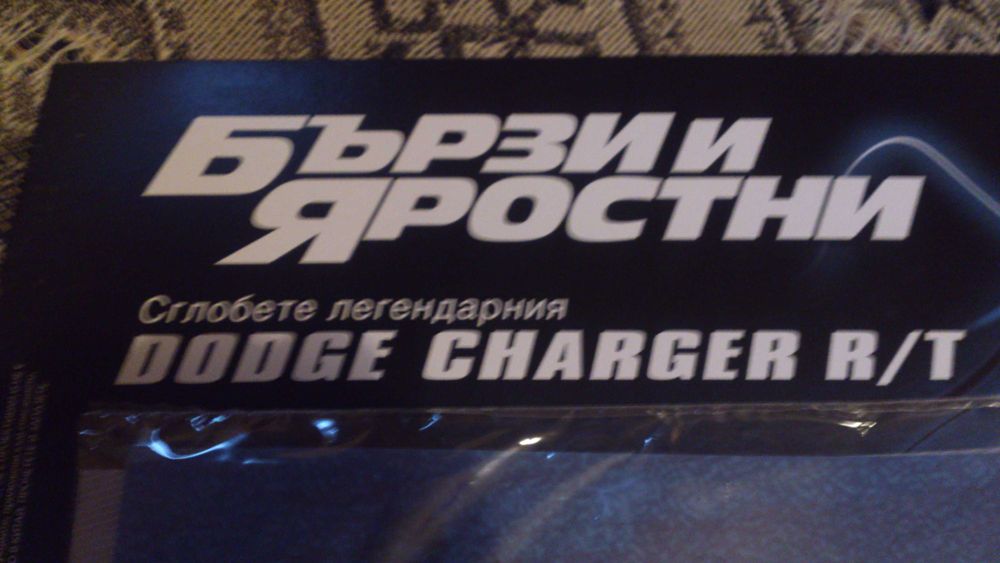 БЪРЗИ И
ЯРОСТНИ
Сглобете легендарния
DODGE CHARGER R/T